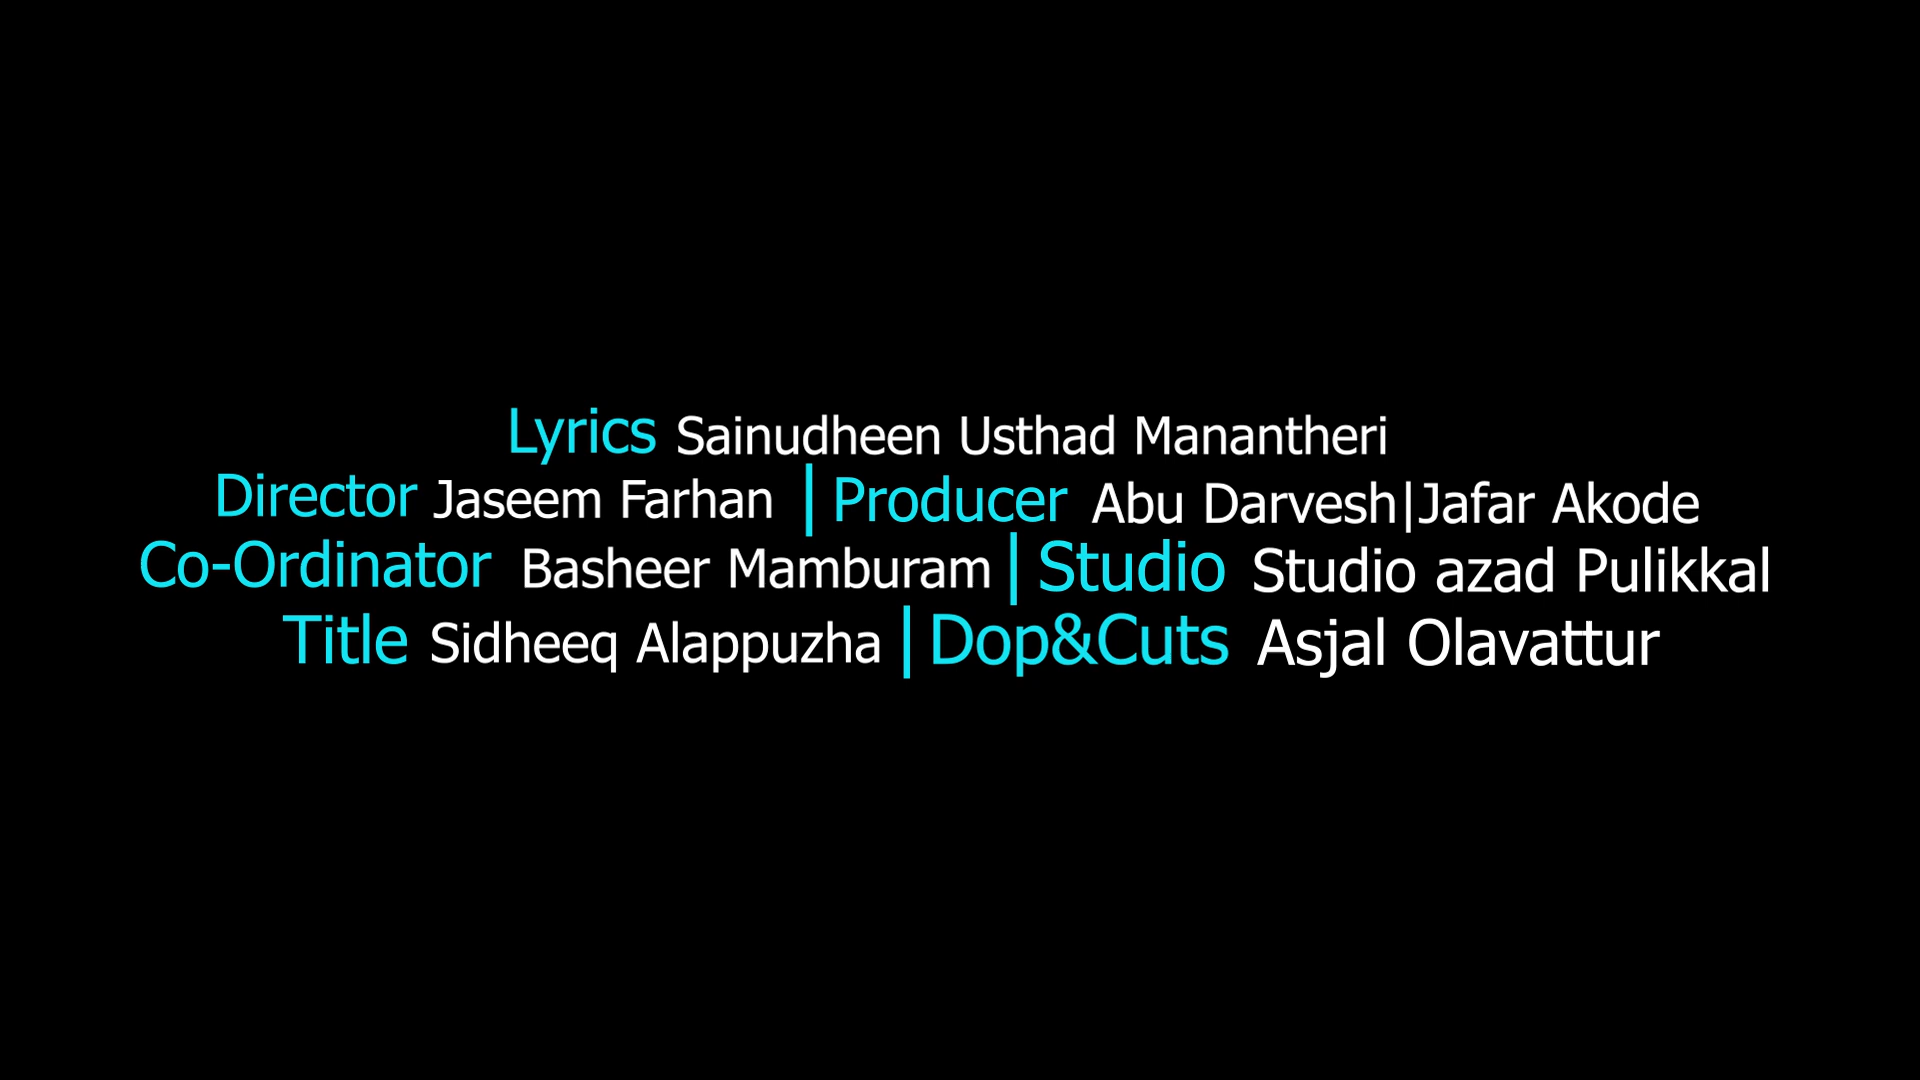 Lyrics Sainudheen Usthad Manantheri
Director Jaseem Farhan | Producer Abu Darvesh|Jafar Akode
Co-Ordinator Basheer Mamburam | Studio Studio azad Pulikkal
Title Sidheeq Alappuzha | Dop&Cuts Asjal Olavattur